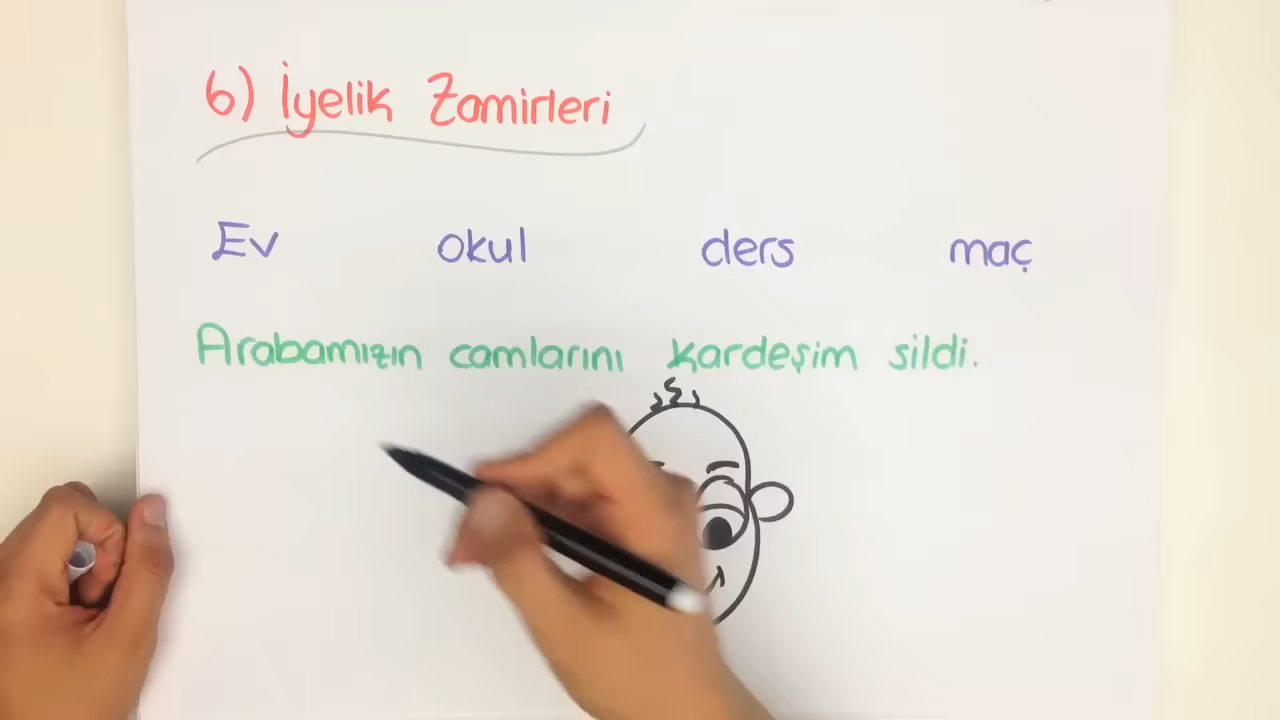 6) İyelik Zamirleri
Ev okul ders maç
Arabamızın camlarını kardeşim sildi.